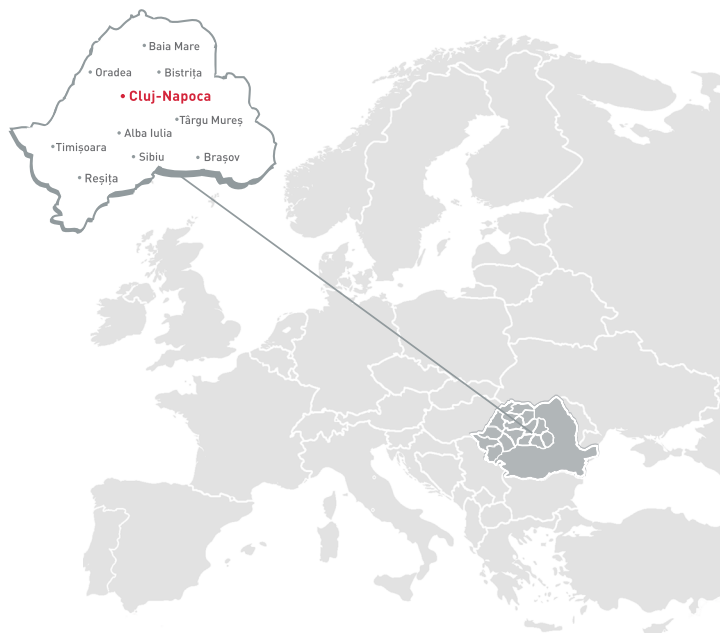 Baia Mare
Oradea
Bistrița
Cluj-Napoca
Târgu Mureș
Alba Iulia
Timișoara
Sibiu
Brașov
Reșița